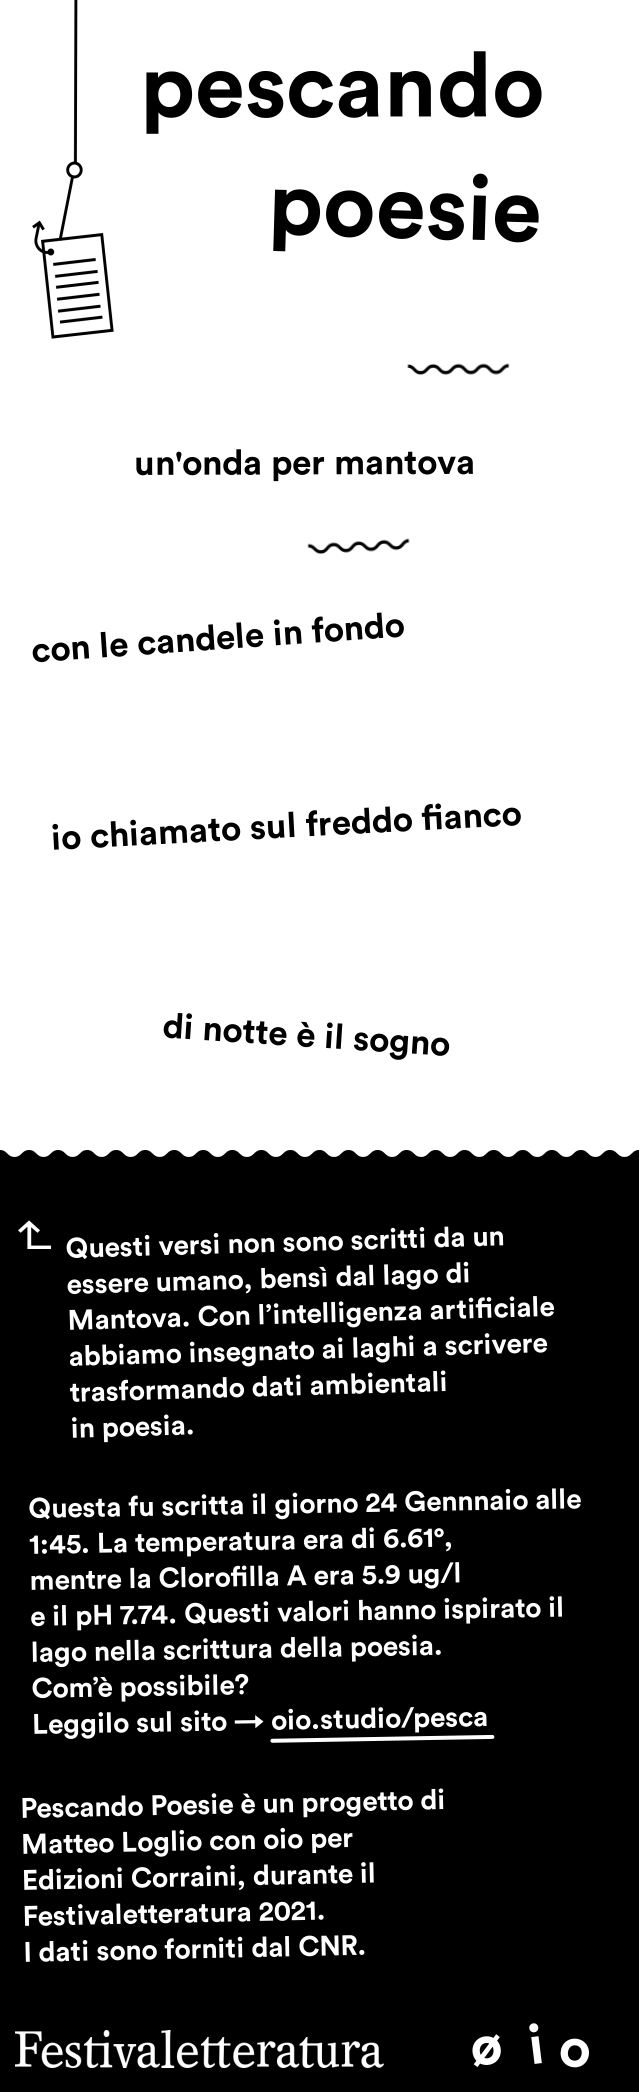 pescando
poesie
un'onda per mantova
con le candele in fondo
io chiamato sul freddo fianco
di notte è il sogno
Questi versi non sono scritti da un
essere umano, bensì dal lago di
Mantova. Con l’intelligenza artificiale
abbiamo insegnato ai laghi a scrivere
trasformando dati ambientali
in poesia.
Questa fu scritta il giorno 24 Gennnaio alle
1:45. La temperatura era di 6.61°,
mentre la Clorofilla A era 5.9 ug/l
e il pH 7.74. Questi valori hanno ispirato il
lago nella scrittura della poesia.
Com’è possibile?
Leggilo sul sito → oio.studio/pesca
Pescando Poesie è un progetto di
Matteo Loglio con oio per
Edizioni Corraini, durante il
Festivaletteratura 2021.
I dati sono forniti dal CNR.
Festivaletteratura
ø i o